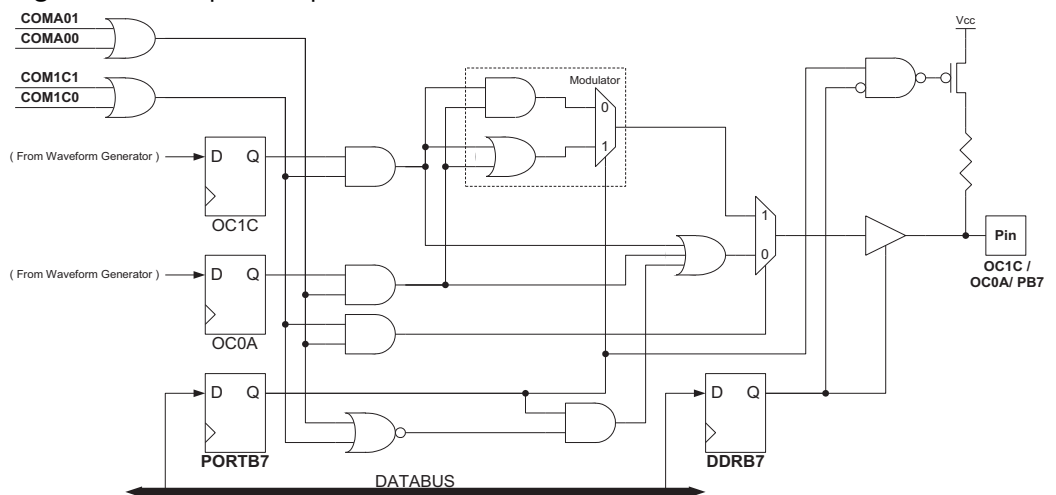 COMA01
COMA00
Vcc
COM1C1
COM1C0
Modulator
0
1
( From Waveform Generator )
D Q
OC1C
1
0
Pin
OC1C /
OC0A/ PB7
( From Waveform Generator )
D Q
OC0A
D Q
PORTB7
D Q
DDRB7
DATABUS